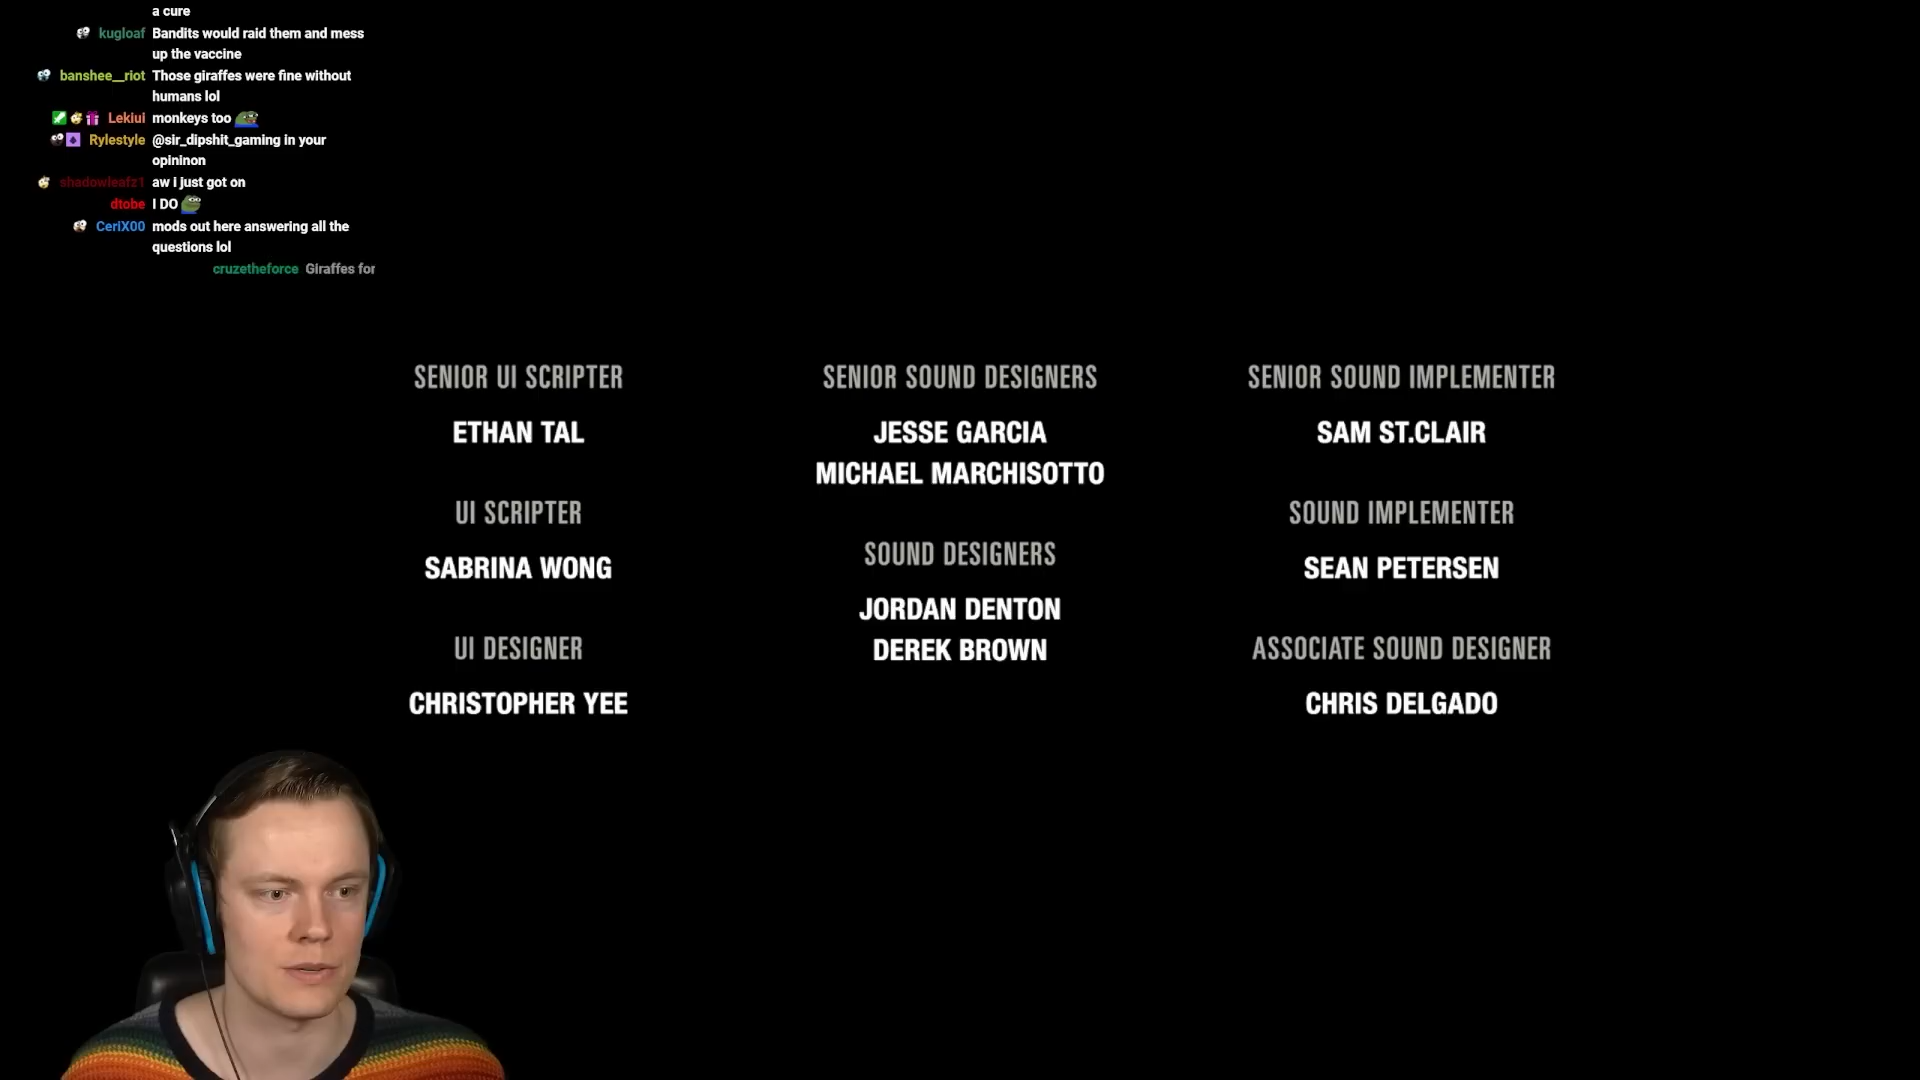 a cure
kugloaf Bandits would raid them and mess
up the vaccine
banshee__riot Those giraffes were fine without
humans lol
Lekiui monkeys too
Rylestyle @sir_dipshit_gaming in your
opininon
shadowleafz1 aw i just got on
dtobe I DO
CerlX00 mods out here answering all the
questions lol
cruzetheforce Giraffes for
SENIOR UI SCRIPTER
ETHAN TAL
UI SCRIPTER
SABRINA WONG
UI DESIGNER
CHRISTOPHER YEE
SENIOR SOUND DESIGNERS
JESSE GARCIA
MICHAEL MARCHISOTTO
SOUND DESIGNERS
JORDAN DENTON
DEREK BROWN
SENIOR SOUND IMPLEMENTER
SAM ST.CLAIR
SOUND IMPLEMENTER
SEAN PETERSEN
ASSOCIATE SOUND DESIGNER
CHRIS DELGADO